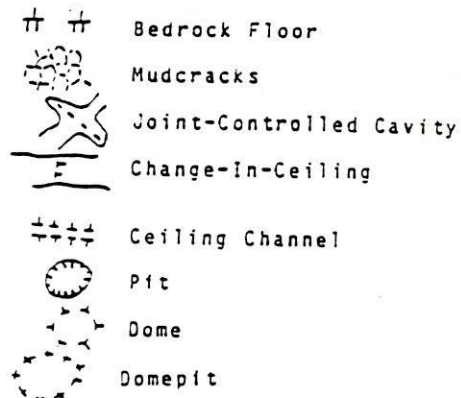 Bedrock Floor
Mudcracks
Joint-Controlled Cavity
Change-In-Ceiling
Ceiling Channel
Pit
Dome
Domepit